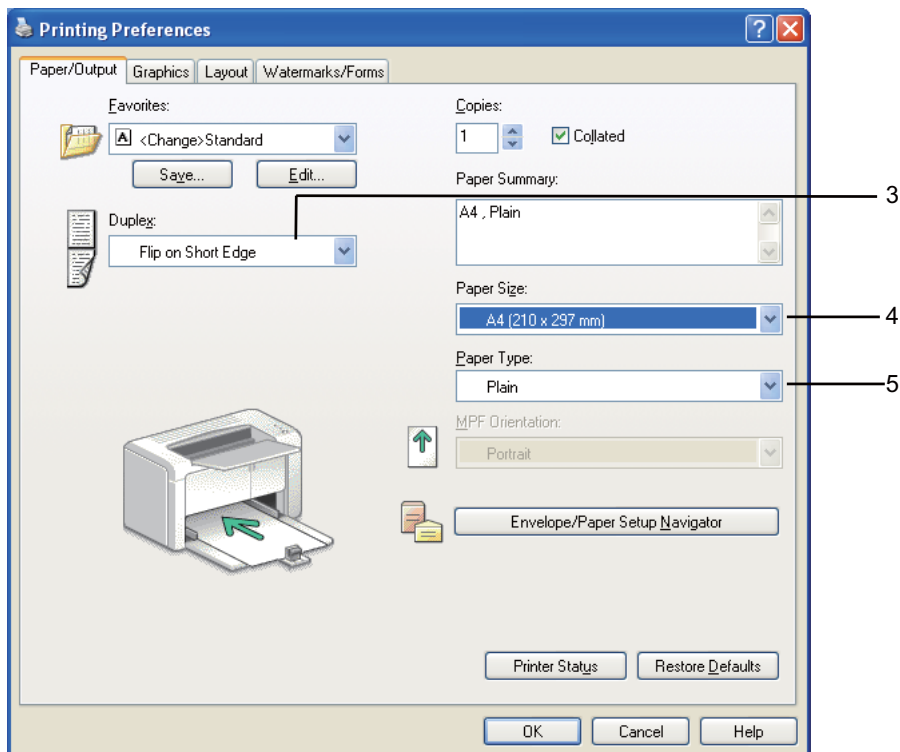 Printing Preferences
Paper/Output Graphics Layout Watermarks/Forms
Favorites:
A <Change>Standard
Save... Edit...
Duplex:
Flip on Short Edge
Copies:
1 Collated
Paper Summary:
A4 , Plain
3
Paper Size:
A4 (210 x 297 mm)
4
Paper Type:
Plain
5
MPF Orientation:
Portrait
Envelope/Paper Setup Navigator
Printer Status Restore Defaults
OK Cancel Help